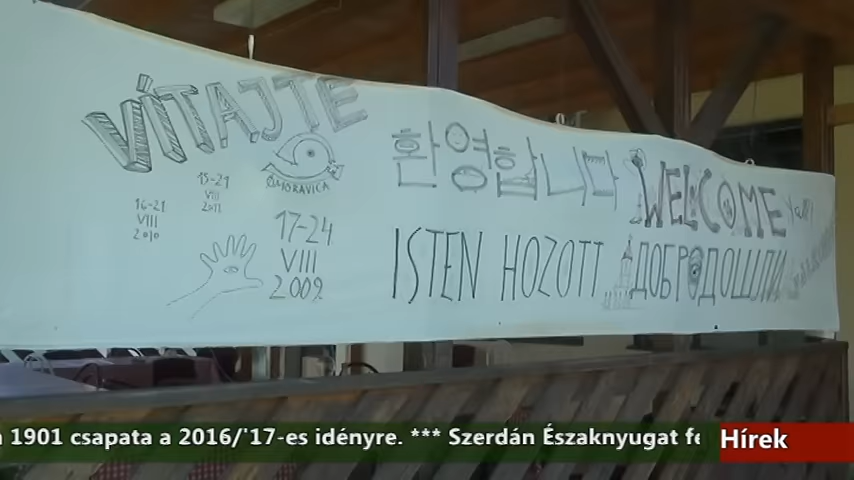 VÍTAJTE
환영합니다
WELCOME
MORAVICA
15-21
VIII
2011
16-21
VIII
2010
17-24
VIII
2009
ISTEN HOZOTT
ДОБРОДОШЛИ
1901 csapata a 2016/'17-es idényre. *** Szerdán Északnyugat fe
Hírek